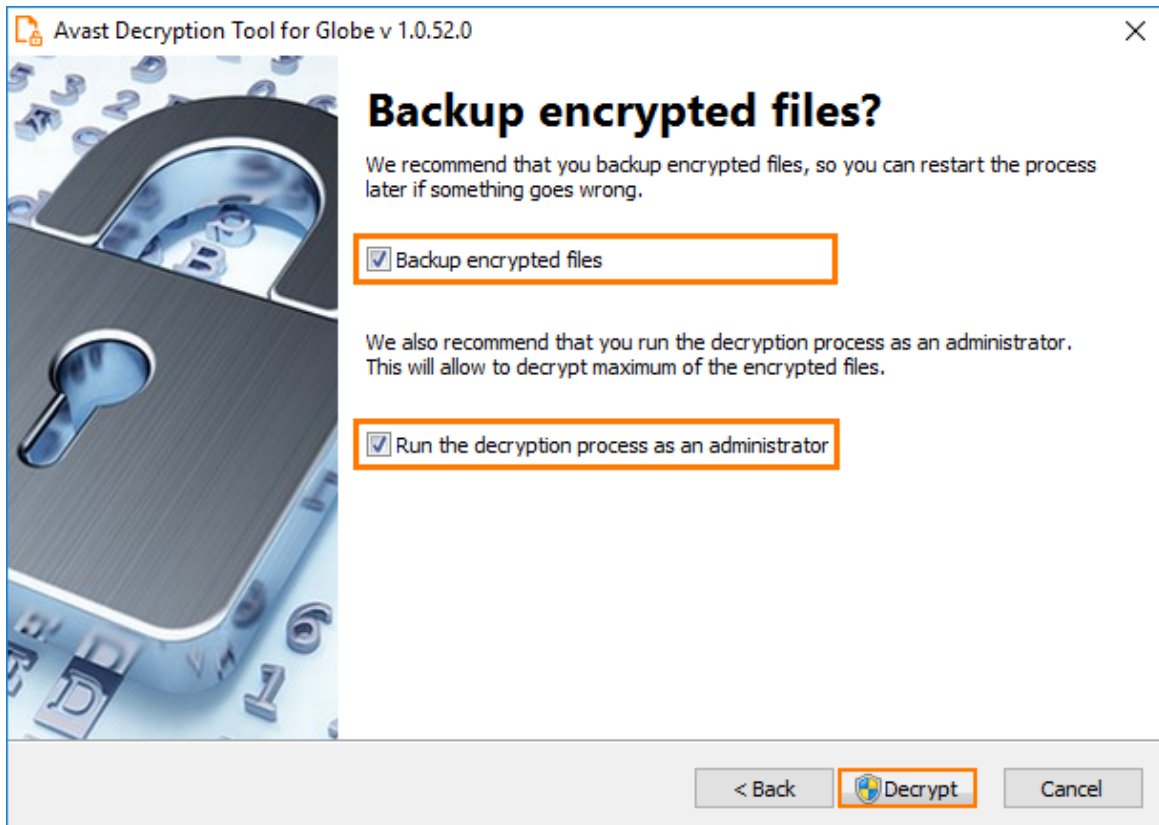 Avast Decryption Tool for Globe v 1.0.52.0
Backup encrypted files?
We recommend that you backup encrypted files, so you can restart the process
later if something goes wrong.
Backup encrypted files
We also recommend that you run the decryption process as an administrator.
This will allow to decrypt maximum of the encrypted files.
Run the decryption process as an administrator
< Back
Decrypt
Cancel